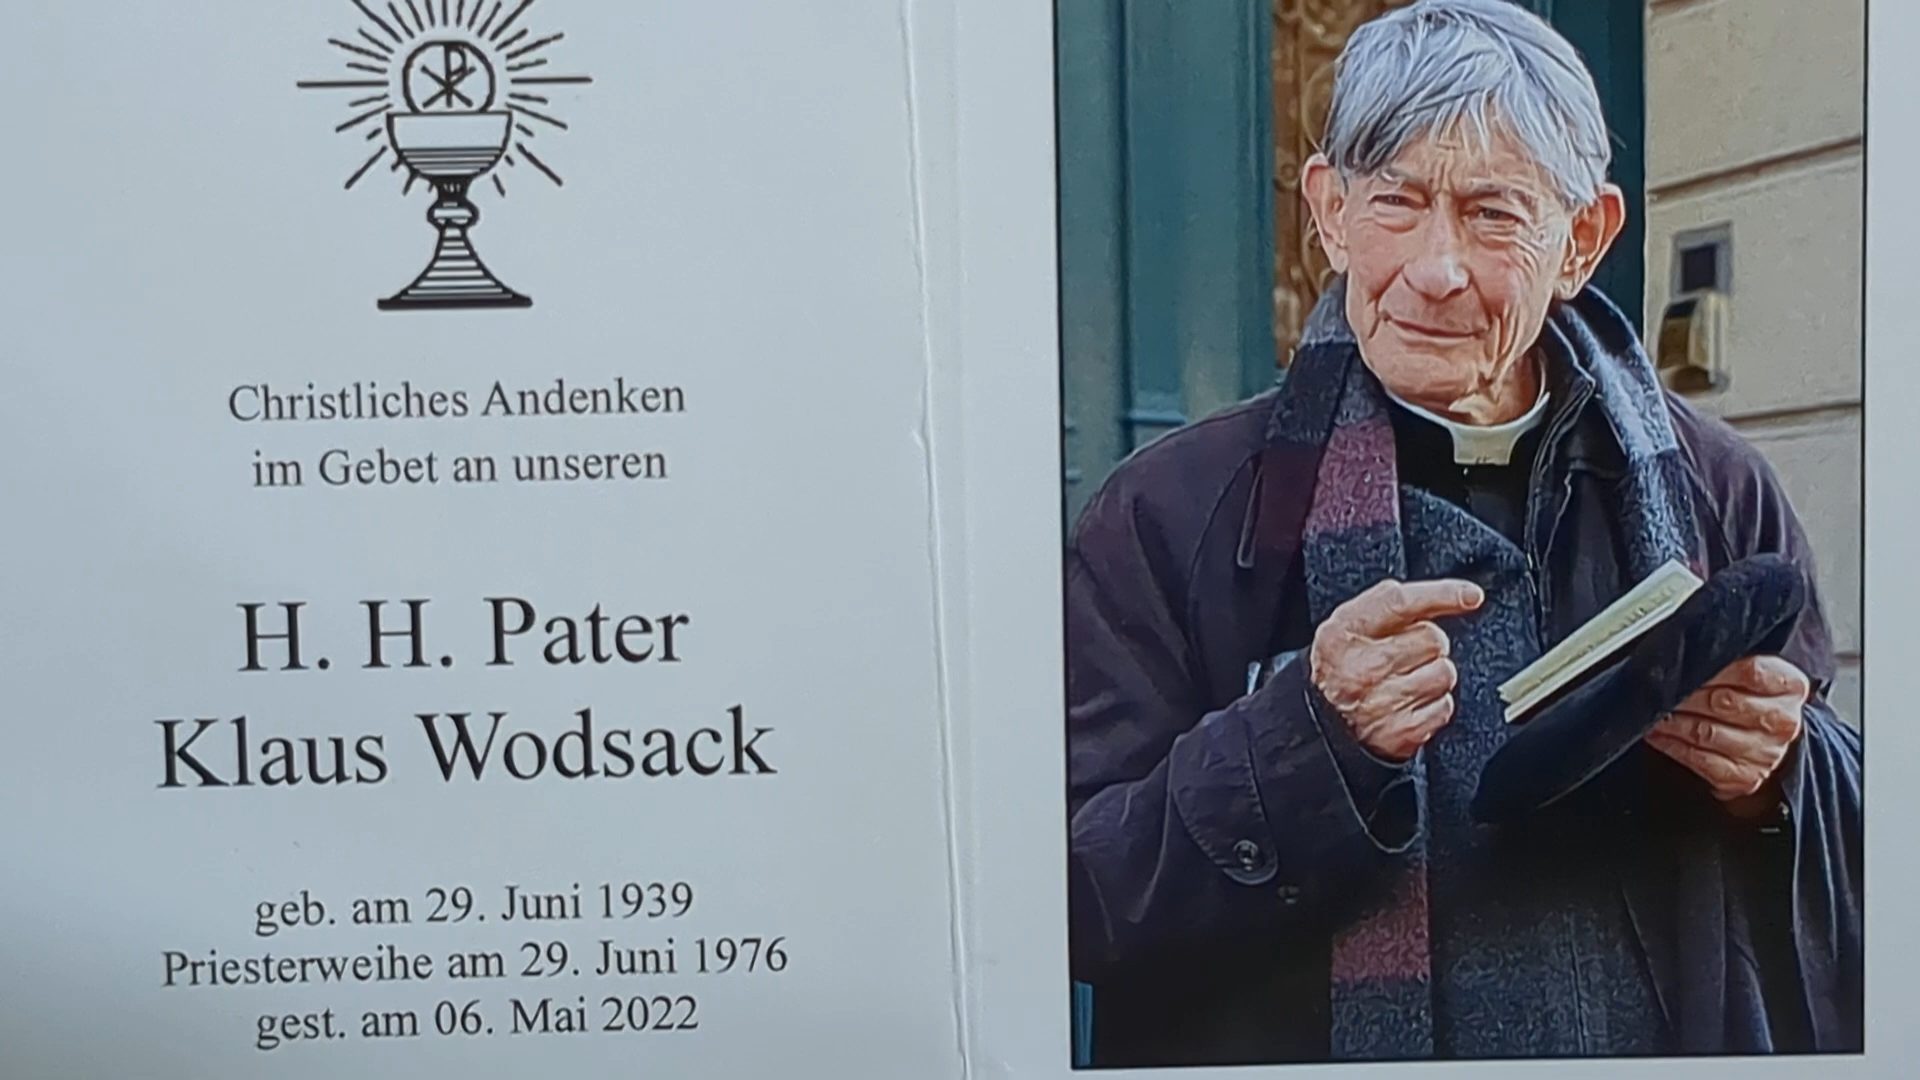 Christliches Andenken
im Gebet an unseren
H. H. Pater
Klaus Wodsack
geb. am 29. Juni 1939
Priesterweihe am 29. Juni 1976
gest. am 06. Mai 2022